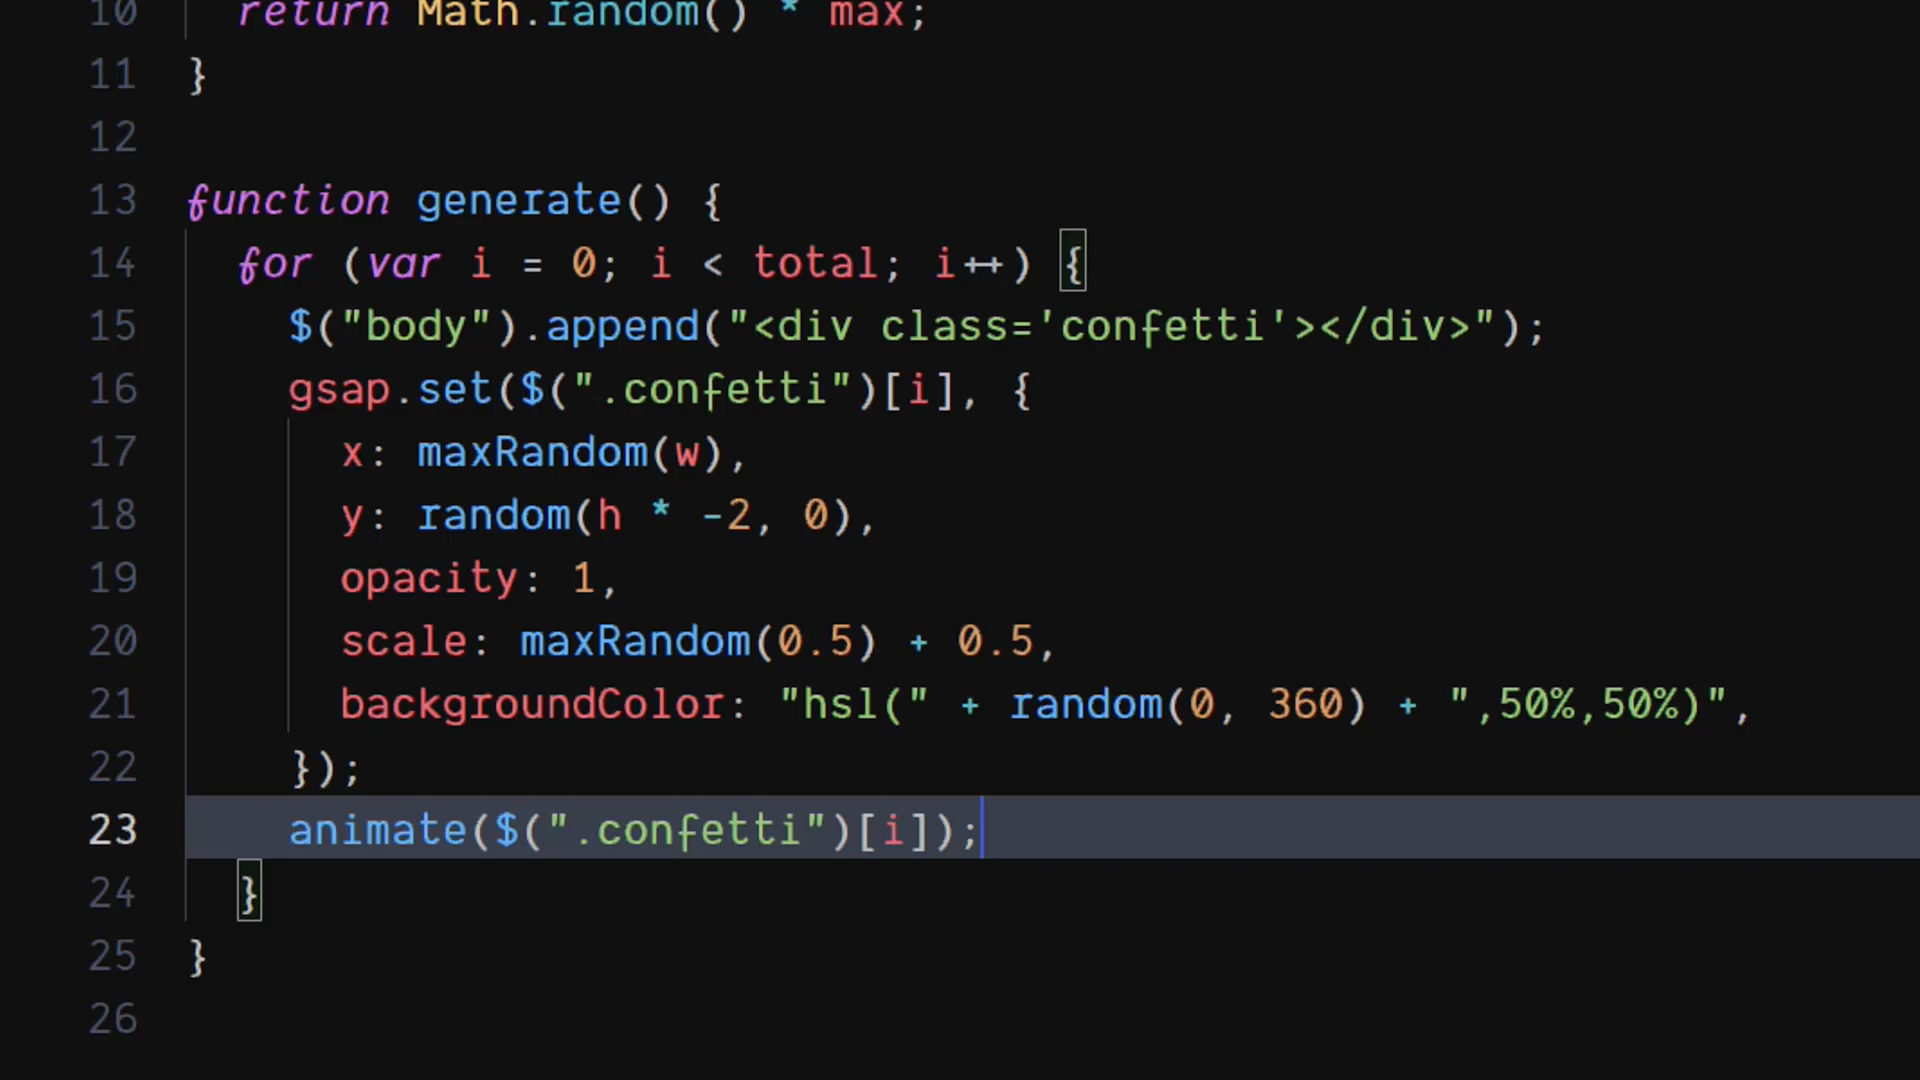 10 return Math.random() * max;
11 }
12
13 function generate() {
14 for (var i = 0; i < total; i++) {
15 $("body").append("<div class='confetti'></div>");
16 gsap.set($(".confetti")[i], {
17 x: maxRandom(w),
18 y: random(h * -2, 0),
19 opacity: 1,
20 scale: maxRandom(0.5) + 0.5,
21 backgroundColor: "hsl(" + random(0, 360) + ",50%,50%)",
22 });
23 animate($(".confetti")[i]);
24 }
25 }
26